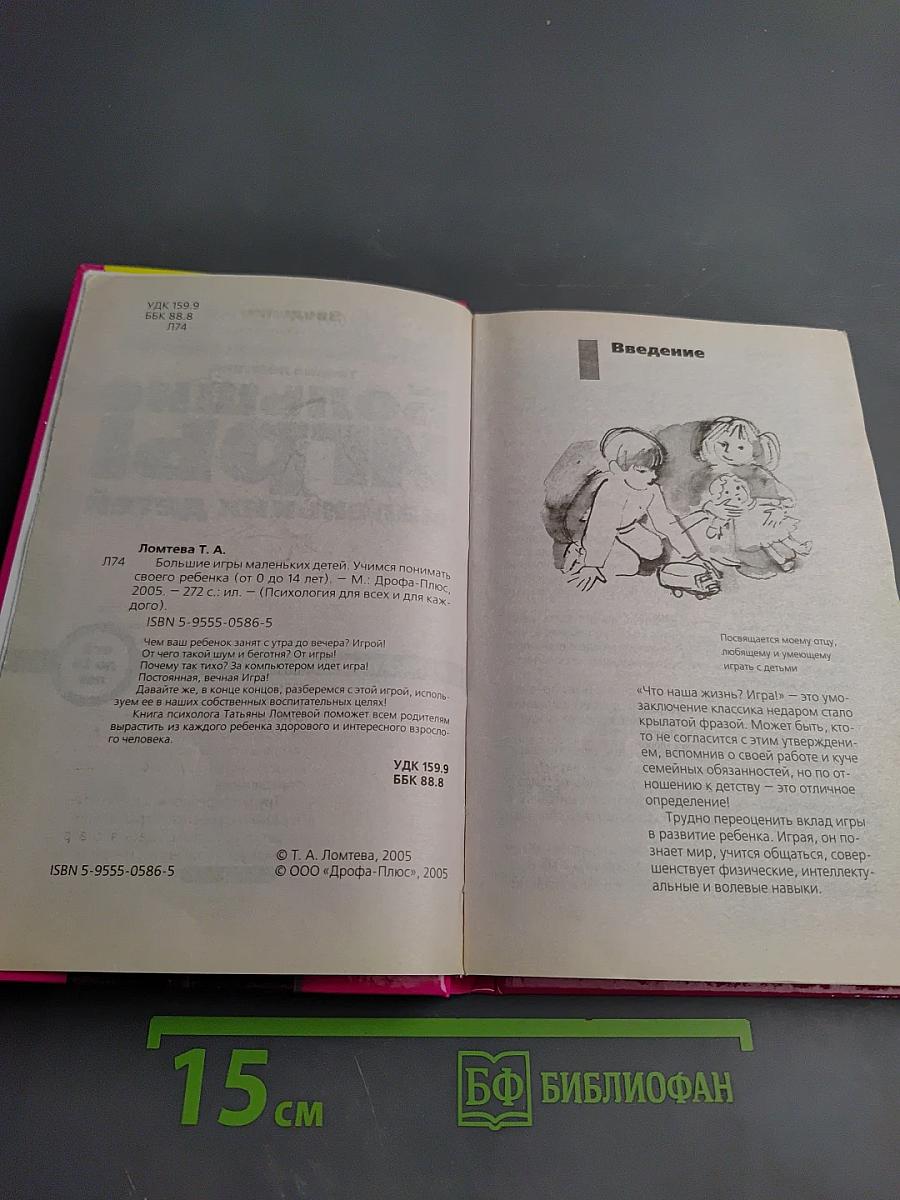 УДК 159.9
ББК 88.8
Л74
Ломтева Т. А.
Л74 Большие игры маленьких детей. Учимся понимать
своего ребенка (от 0 до 14 лет). — М.: Дрофа-Плюс,
2005. — 272 с.: ил. — (Психология для всех и для каж-
дого).
ISBN 5-9555-0586-5
Чем ваш ребенок занят с утра до вечера? Игрой!
От чего такой шум и беготня? От игры!
Почему так тихо? За компьютером идет игра!
Постоянная, вечная Игра!
Давайте же, в конце концов, разберемся с этой игрой, исполь-
зуем ее в наших собственных воспитательных целях!
Книга психолога Татьяны Ломтевой поможет всем родителям
вырастить из каждого ребенка здорового и интересного взросло-
го человека.
УДК 159.9
ББК 88.8
© Т. А. Ломтева, 2005
ISBN 5-9555-0586-5 © ООО «Дрофа-Плюс», 2005
Введение
Посвящается моему отцу,
любящему и умеющему
играть с детьми
«Что наша жизнь? Игра!» — это умо-
заключение классика недаром стало
крылатой фразой. Может быть, кто-
то не согласится с этим утверждени-
ем, вспомнив о своей работе и куче
семейных обязанностей, но по от-
ношению к детству — это отличное
определение!
Трудно переоценить вклад игры
в развитие ребенка. Играя, он по-
знает мир, учится общаться, совер-
шенствует физические, интеллекту-
альные и волевые навыки.
15 см
БФ БИБЛИОФАН